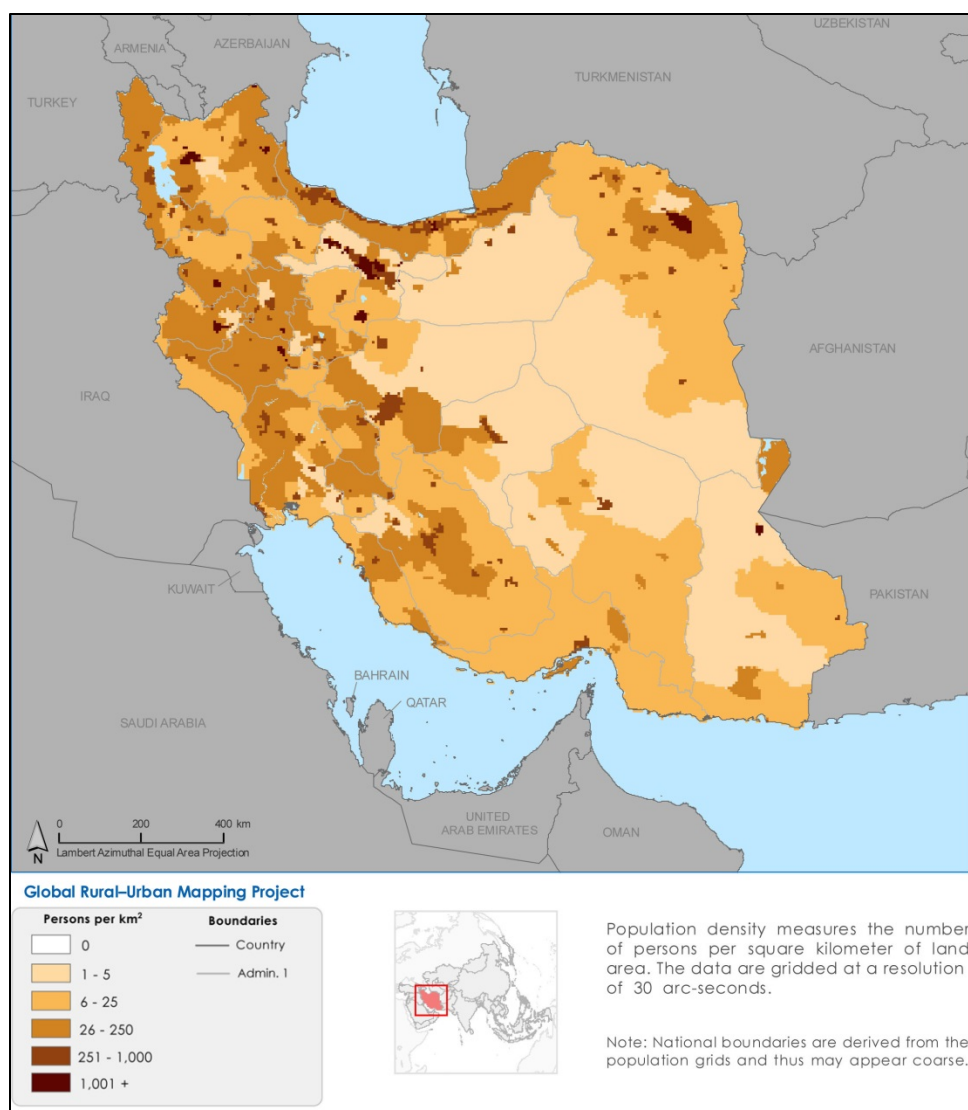 UZBEKISTAN
ARMENIA
AZERBAIJAN
TURKMENISTAN
TURKEY
AFGHANISTAN
IRAQ
KUWAIT
PAKISTAN
BAHRAIN
QATAR
SAUDI ARABIA
UNITED
ARAB EMIRATES
OMAN
0 200 400 km
N
Lambert Azimuthal Equal Area Projection
Global Rural–Urban Mapping Project
Persons per km²
0
1 - 5
6 - 25
26 - 250
251 - 1,000
1,001 +
Boundaries
Country
Admin. 1
Population density measures the number
of persons per square kilometer of land
area. The data are gridded at a resolution
of 30 arc-seconds.
Note: National boundaries are derived from the
population grids and thus may appear coarse.